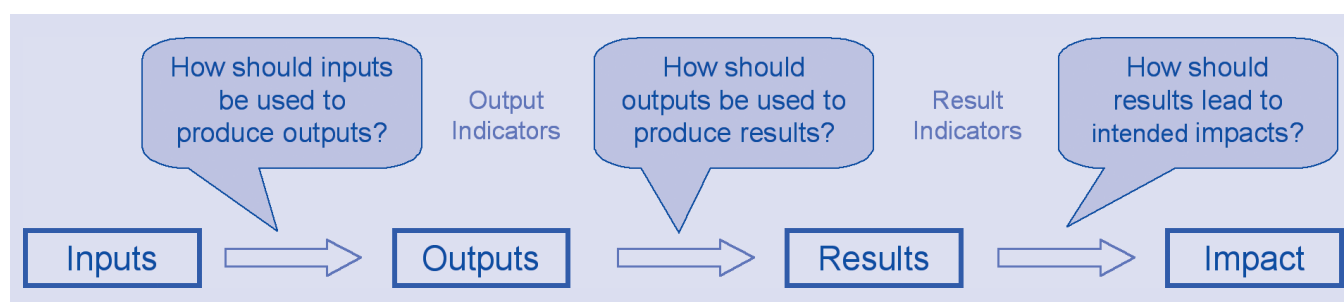 How should inputs
be used to
produce outputs?
Output
Indicators
How should
outputs be used to
produce results?
Result
Indicators
How should
results lead to
intended impacts?
Inputs
Outputs
Results
Impact